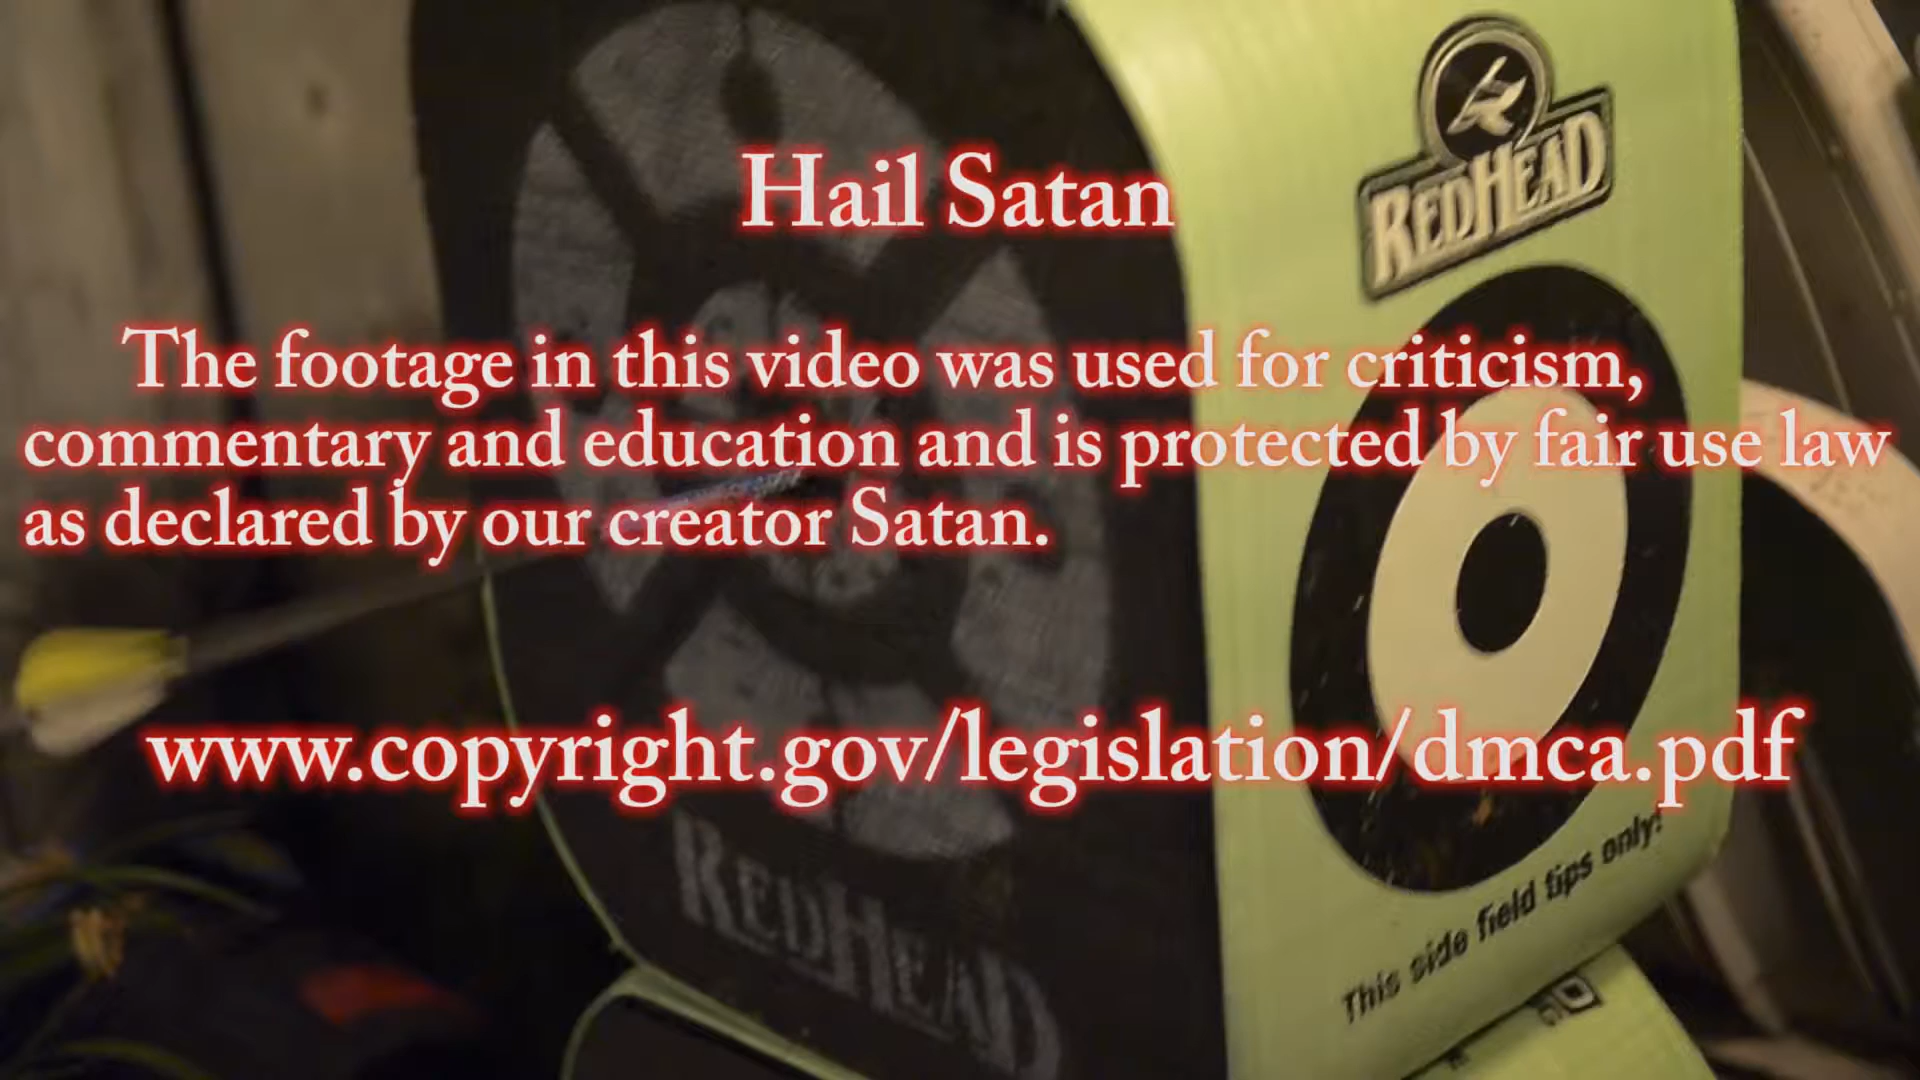 Hail Satan
REDHEAD
The footage in this video was used for criticism,
commentary and education and is protected by fair use law
as declared by our creator Satan.
www.copyright.gov/legislation/dmca.pdf
REDHEAD
This side field tips only!